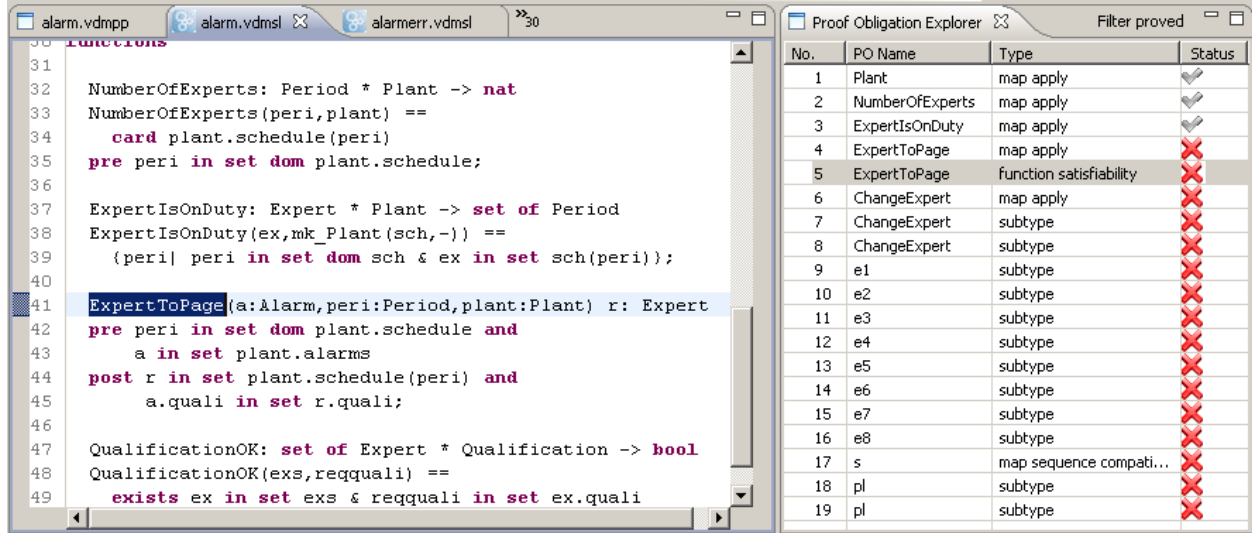 alarm.vdmpp alarm.vdmsl alarmerr.vdmsl »30
30 functions
31
32 NumberOfExperts: Period * Plant -> nat
33 NumberOfExperts(peri,plant) ==
34 card plant.schedule(peri)
35 pre peri in set dom plant.schedule;
36
37 ExpertIsOnDuty: Expert * Plant -> set of Period
38 ExpertIsOnDuty(ex,mk_Plant(sch,-)) ==
39 {peri| peri in set dom sch & ex in set sch(peri)};
40
41 ExpertToPage(a:Alarm,peri:Period,plant:Plant) r: Expert
42 pre peri in set dom plant.schedule and
43 a in set plant.alarms
44 post r in set plant.schedule(peri) and
45 a.quali in set r.quali;
46
47 QualificationOK: set of Expert * Qualification -> bool
48 QualificationOK(exs,reqquali) ==
49 exists ex in set exs & reqquali in set ex.quali
Proof Obligation Explorer Filter proved
No. PO Name Type Status
1 Plant map apply
2 NumberOfExperts map apply
3 ExpertIsOnDuty map apply
4 ExpertToPage map apply
5 ExpertToPage function satisfiability
6 ChangeExpert map apply
7 ChangeExpert subtype
8 ChangeExpert subtype
9 e1 subtype
10 e2 subtype
11 e3 subtype
12 e4 subtype
13 e5 subtype
14 e6 subtype
15 e7 subtype
16 e8 subtype
17 s map sequence compati...
18 pl subtype
19 pl subtype